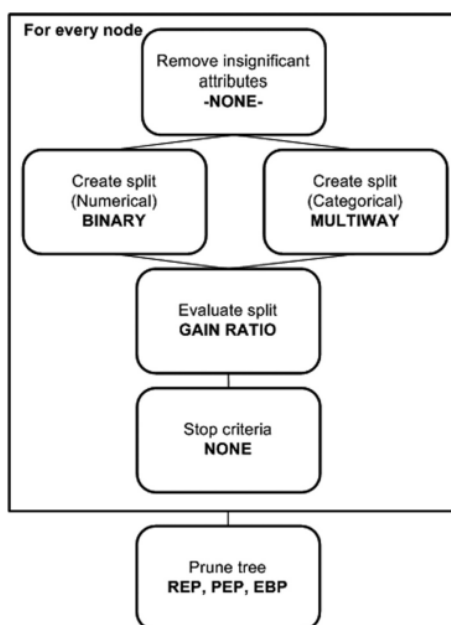 For every node
Remove insignificant
attributes
-NONE-
Create split
(Numerical)
BINARY
Create split
(Categorical)
MULTIWAY
Evaluate split
GAIN RATIO
Stop criteria
NONE
Prune tree
REP, PEP, EBP